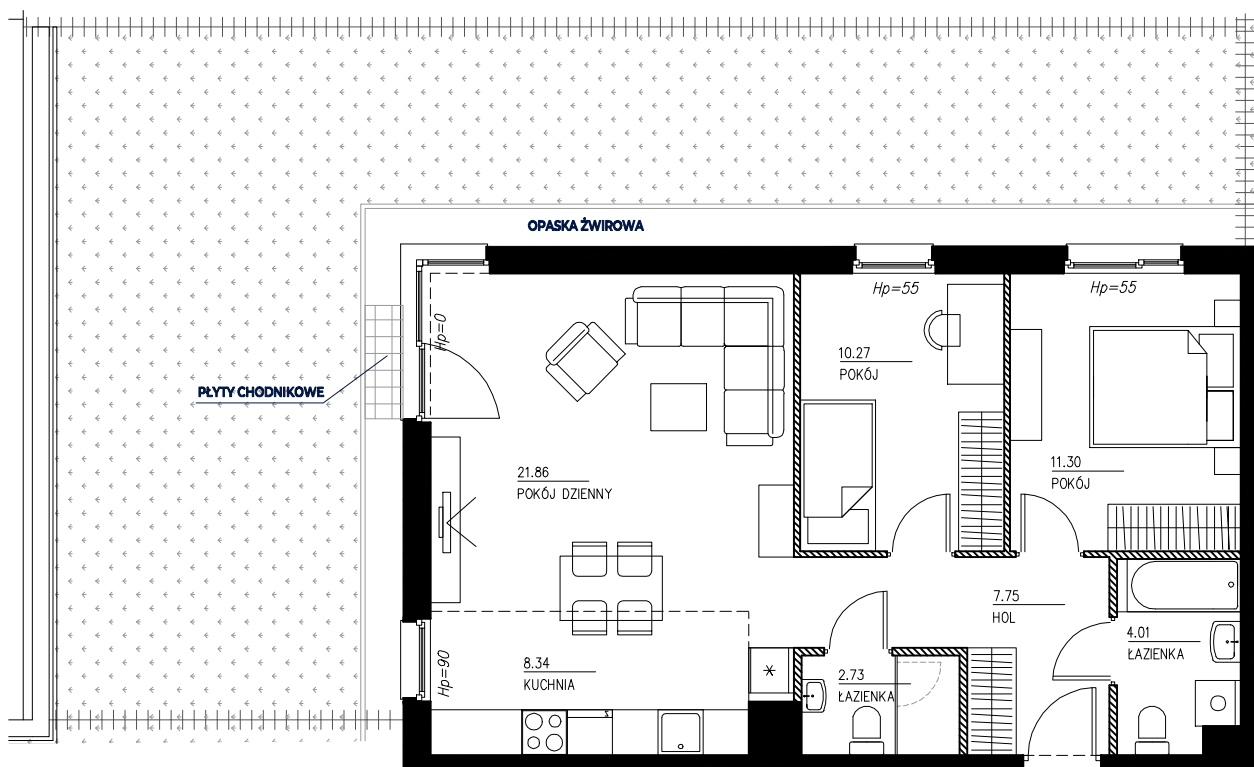 OPASKA ŻWIROWA
Hp=55
Hp=55
Hp=0
10.27
POKÓJ
PŁYTY CHODNIKOWE
11.30
POKÓJ
21.86
POKÓJ DZIENNY
7.75
HOL
4.01
ŁAZIENKA
8.34
KUCHNIA
Hp=90
2.73
ŁAZIENKA